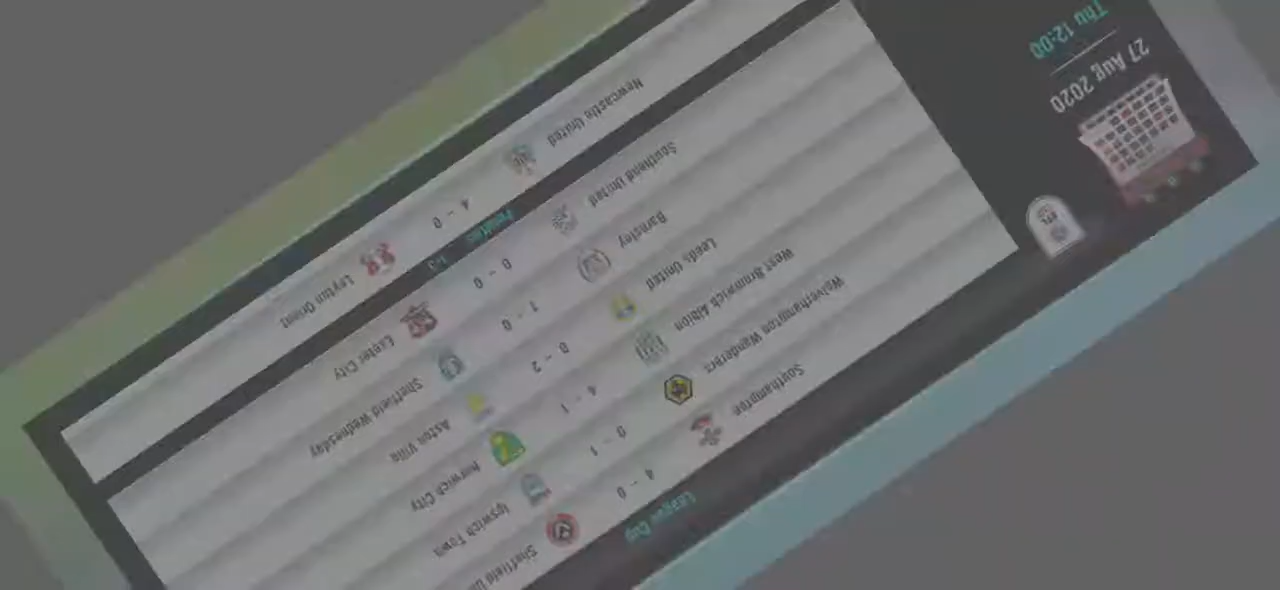 27 Aug 2020
Thu 12:00
League Cup
Southampton 4 - 0 Sheffield
Wolverhampton Wanderers 0 - 1 Ipswich Town
West Bromwich Albion 4 - 1 Norwich City
Leeds United 0 - 2 Aston Villa
Barnsley 1 - 0 Sheffield Wednesday
Southend United 0 - 0 Exeter City
Penalties
Newcastle United 4 - 0 Leyton Orient